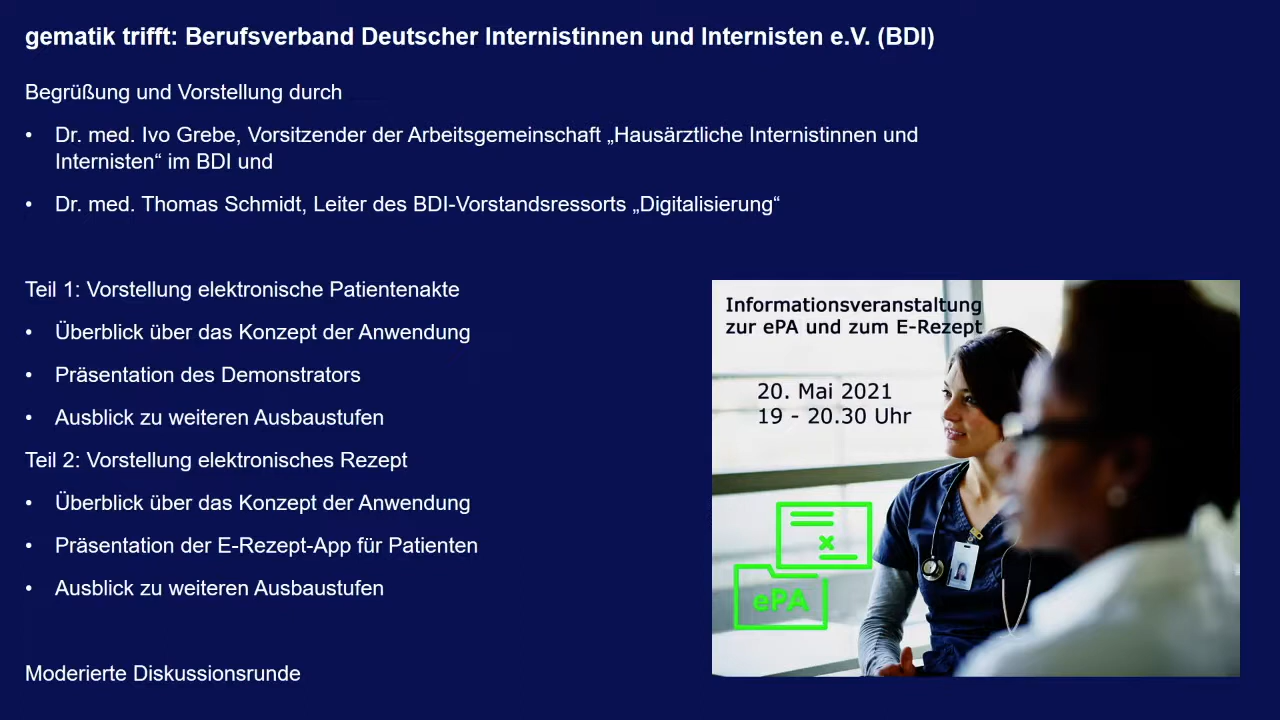 gematik trifft: Berufsverband Deutscher Internistinnen und Internisten e.V. (BDI)
Begrüßung und Vorstellung durch
• Dr. med. Ivo Grebe, Vorsitzender der Arbeitsgemeinschaft „Hausärztliche Internistinnen und
Internisten“ im BDI und
• Dr. med. Thomas Schmidt, Leiter des BDI-Vorstandsressorts „Digitalisierung“
Teil 1: Vorstellung elektronische Patientenakte
• Überblick über das Konzept der Anwendung
• Präsentation des Demonstrators
• Ausblick zu weiteren Ausbaustufen
Teil 2: Vorstellung elektronisches Rezept
• Überblick über das Konzept der Anwendung
• Präsentation der E-Rezept-App für Patienten
• Ausblick zu weiteren Ausbaustufen
Moderierte Diskussionsrunde
Informationsveranstaltung
zur ePA und zum E-Rezept
20. Mai 2021
19 - 20.30 Uhr
ePA